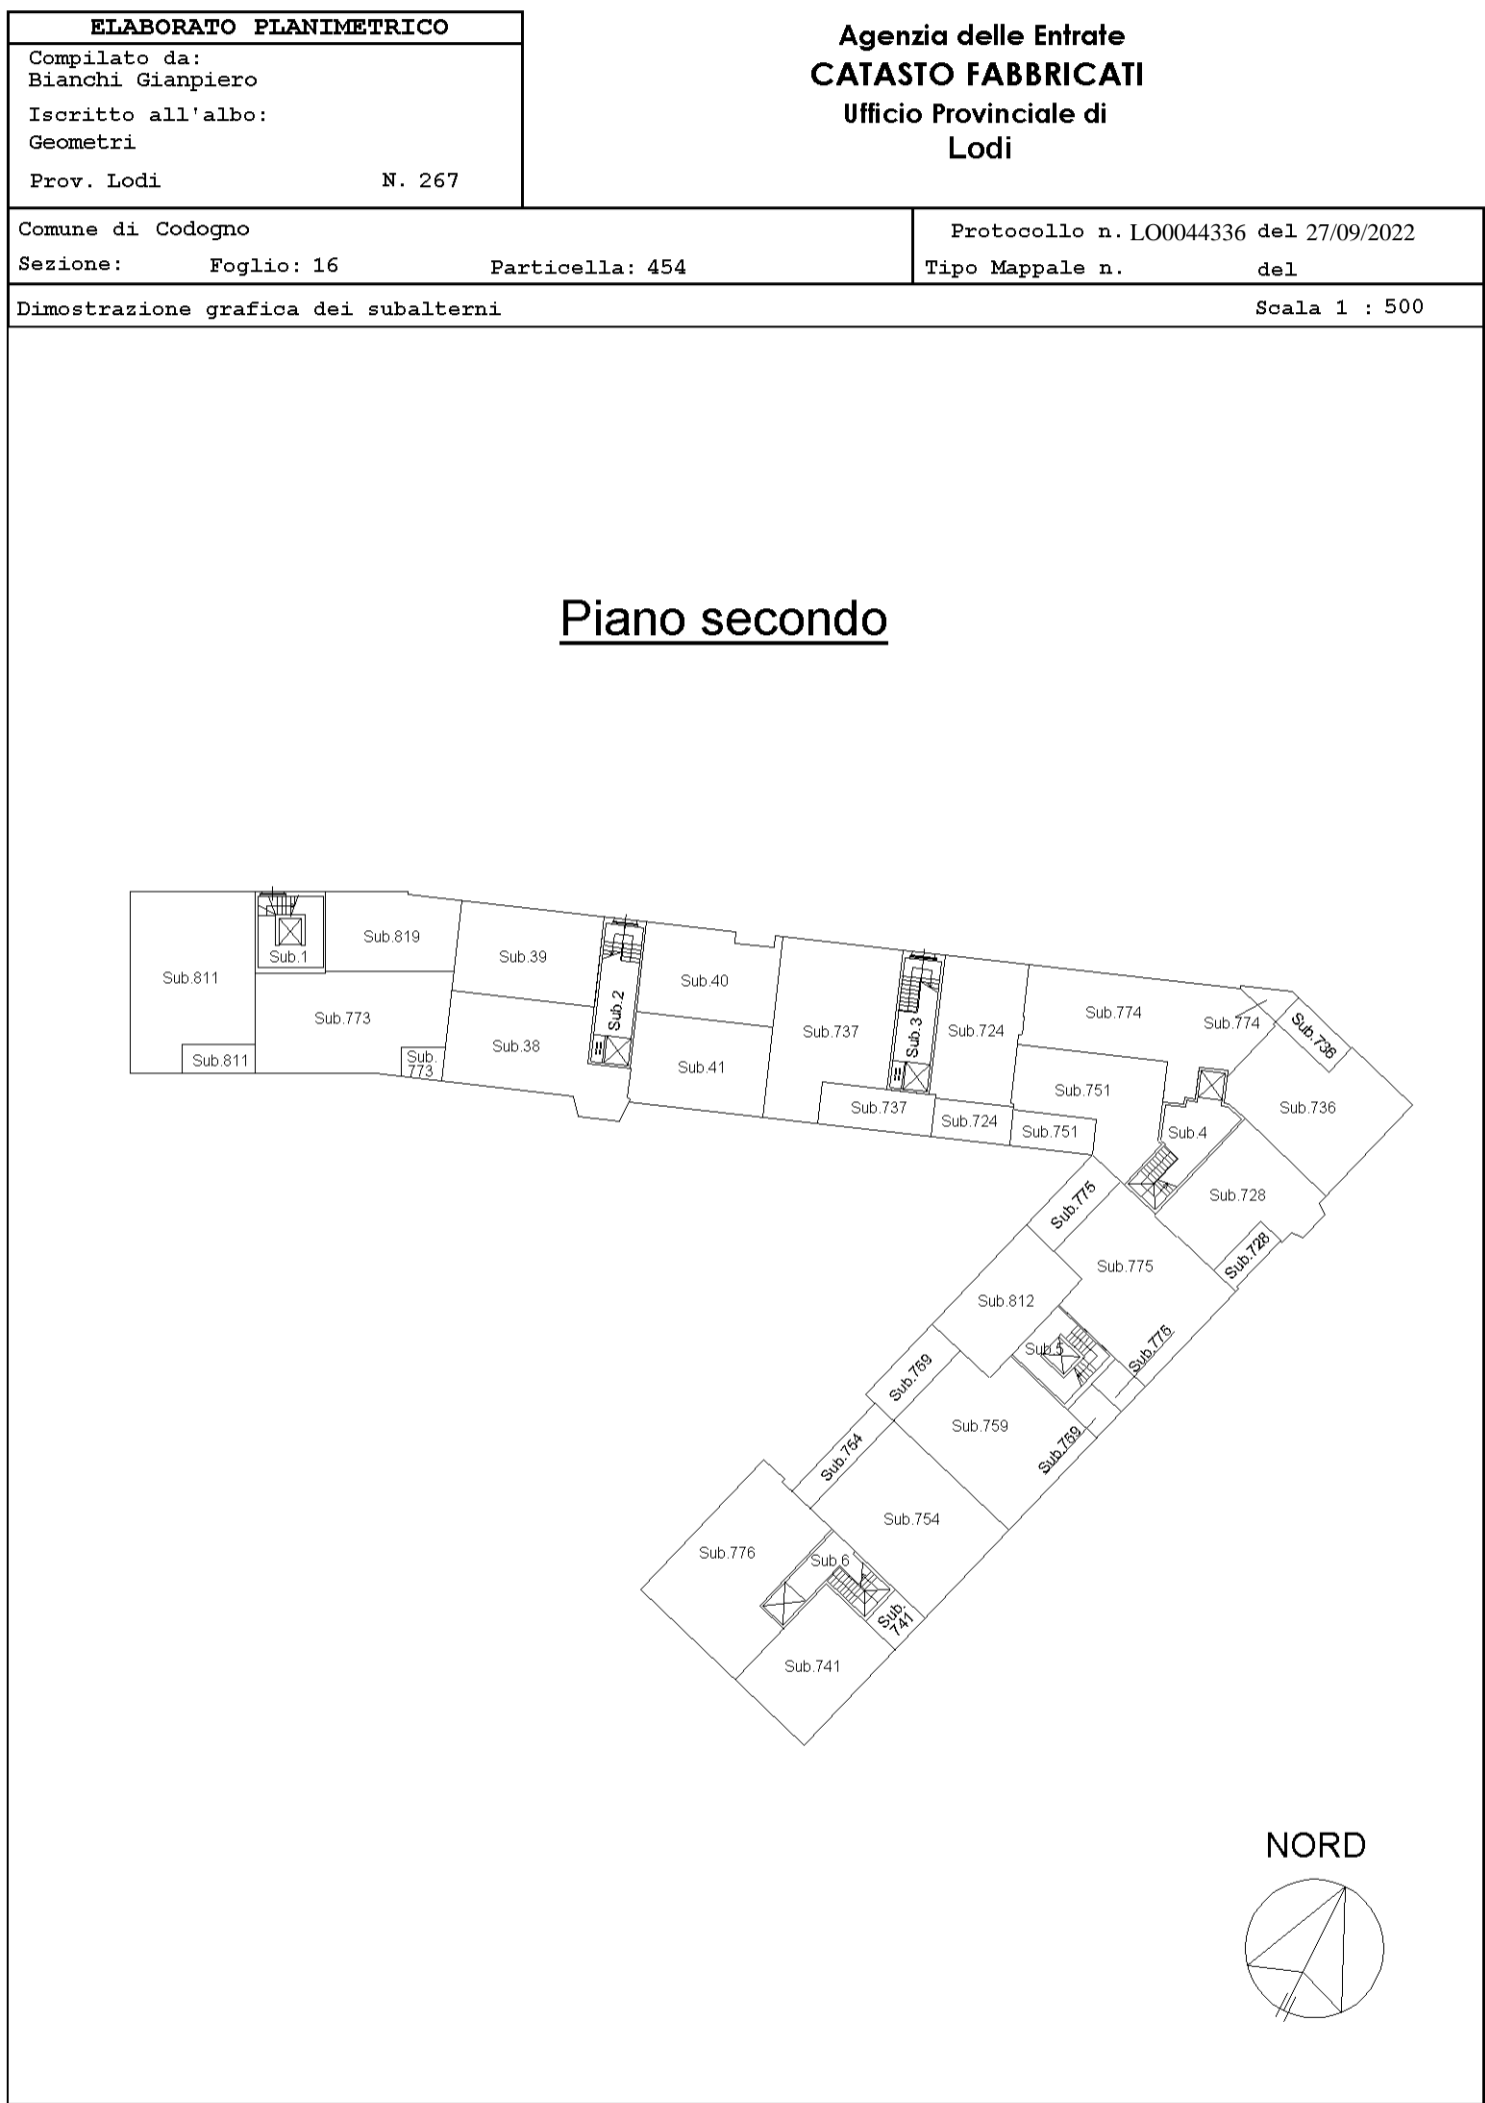 ELABORATO PLANIMETRICO
Compilato da:
Bianchi Gianpiero
Iscritto all'albo:
Geometri
Prov. Lodi N. 267
Agenzia delle Entrate
CATASTO FABBRICATI
Ufficio Provinciale di
Lodi
Comune di Codogno
Sezione: Foglio: 16 Particella: 454
Protocollo n. LO0044336 del 27/09/2022
Tipo Mappale n. del
Dimostrazione grafica dei subalterni Scala 1 : 500
Piano secondo
Sub.811
Sub.1
Sub.819
Sub.39
Sub.2
Sub.40
Sub.737
Sub.3
Sub.724
Sub.774
Sub.774
Sub.736
Sub.773
Sub.811
Sub.
773
Sub.38
Sub.41
Sub.737
Sub.724
Sub.751
Sub.751
Sub.4
Sub.736
Sub.728
Sub.728
Sub.775
Sub.775
Sub.775
Sub.812
Sub.5
Sub.759
Sub.759
Sub.759
Sub.754
Sub.754
Sub.776
Sub.6
Sub.
741
Sub.741
NORD